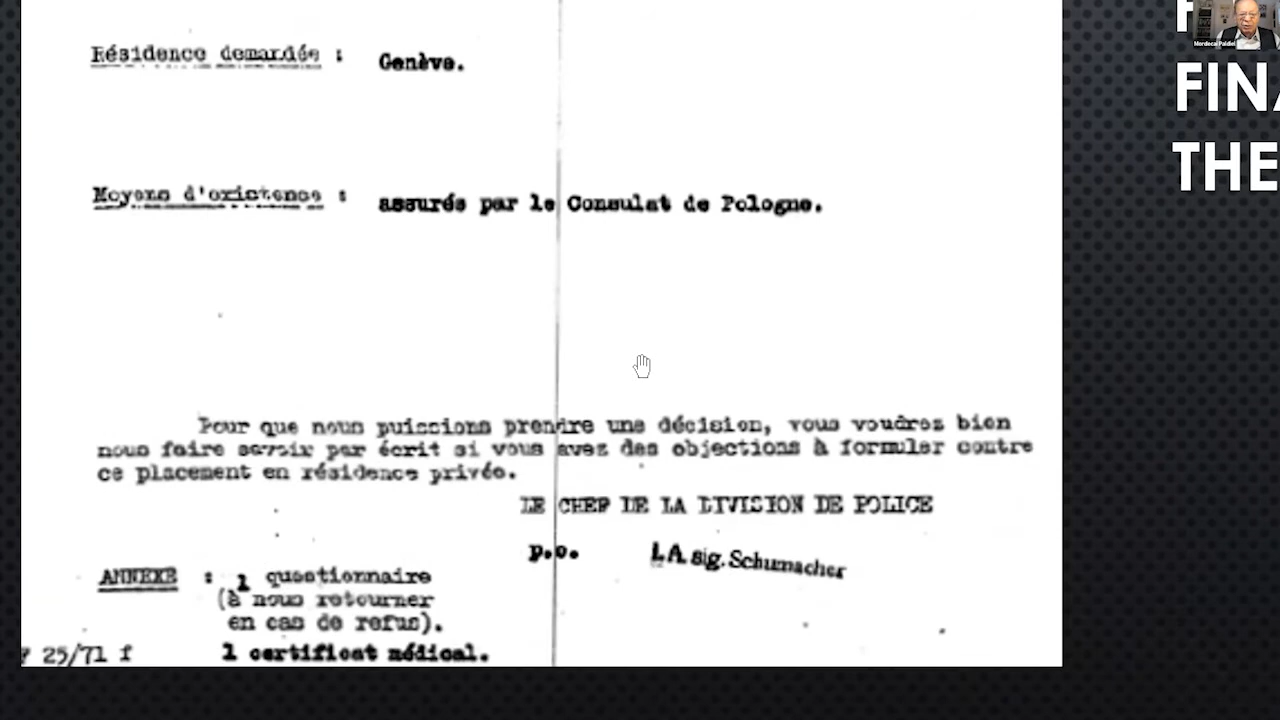 Résidence demandée : Genève.
Moyens d'existence : assurés par le Consulat de Pologne.
Pour que nous puissions prendre une décision, vous voudrez bien
nous faire savoir par écrit si vous avez des objections à formuler contre
ce placement en résidence privée.
LE CHEF DE LA DIVISION DE POLICE
p.o. I.A. sig. Schumacher
ANNEXE : 1 questionnaire
(à nous retourner
en cas de refus).
25/71 f 1 certificat médical.
Mordecai Paldiel
FINA
THE